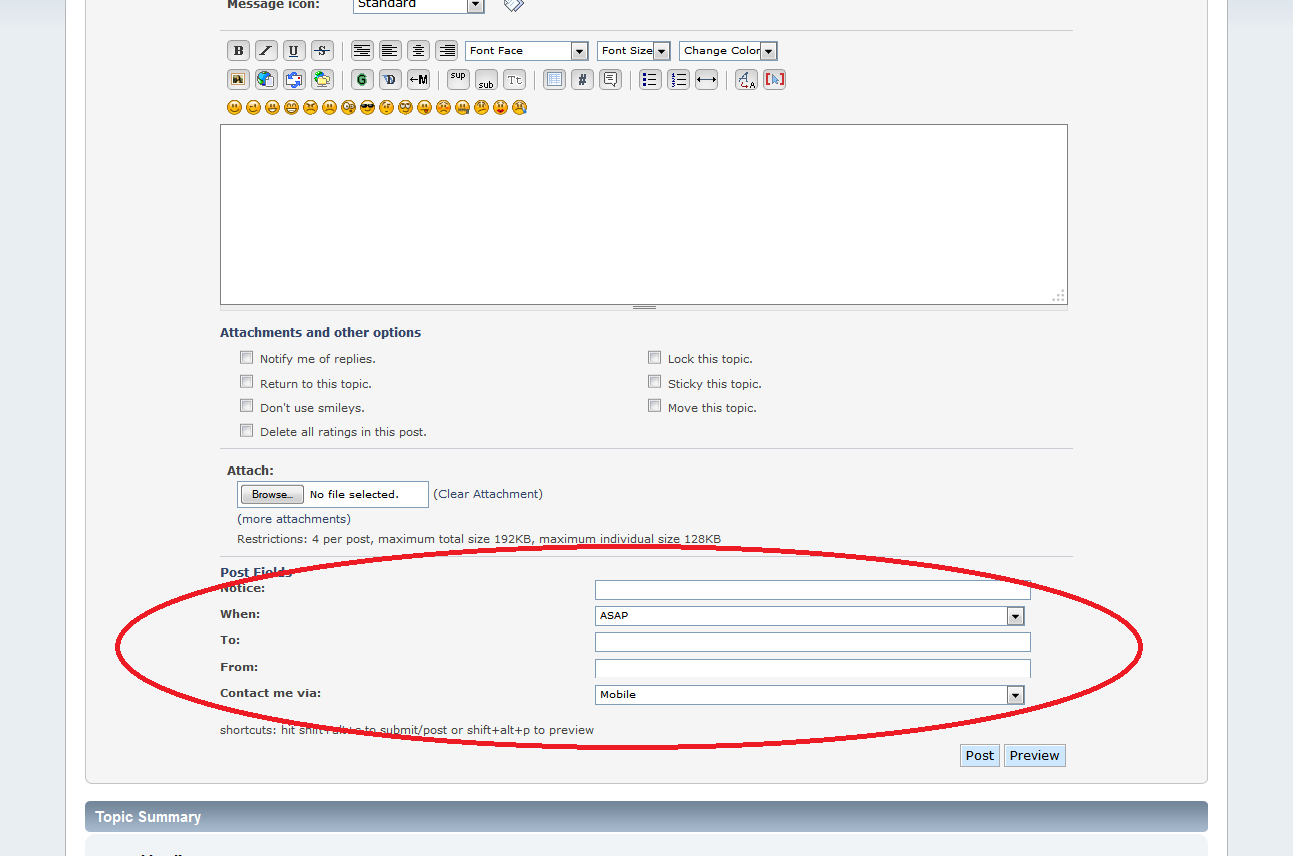 Message icon: Standard
B I U S Font Face Font Size Change Color
G D M sup sub Tt # A A
Attachments and other options
Notify me of replies. Lock this topic.
Return to this topic. Sticky this topic.
Don't use smileys. Move this topic.
Delete all ratings in this post.
Attach:
Browse... No file selected. (Clear Attachment)
(more attachments)
Restrictions: 4 per post, maximum total size 192KB, maximum individual size 128KB
Post Fields
Notice:
When: ASAP
To:
From:
Contact me via: Mobile
shortcuts: hit shift+alt+s to submit/post or shift+alt+p to preview
Post Preview
Topic Summary